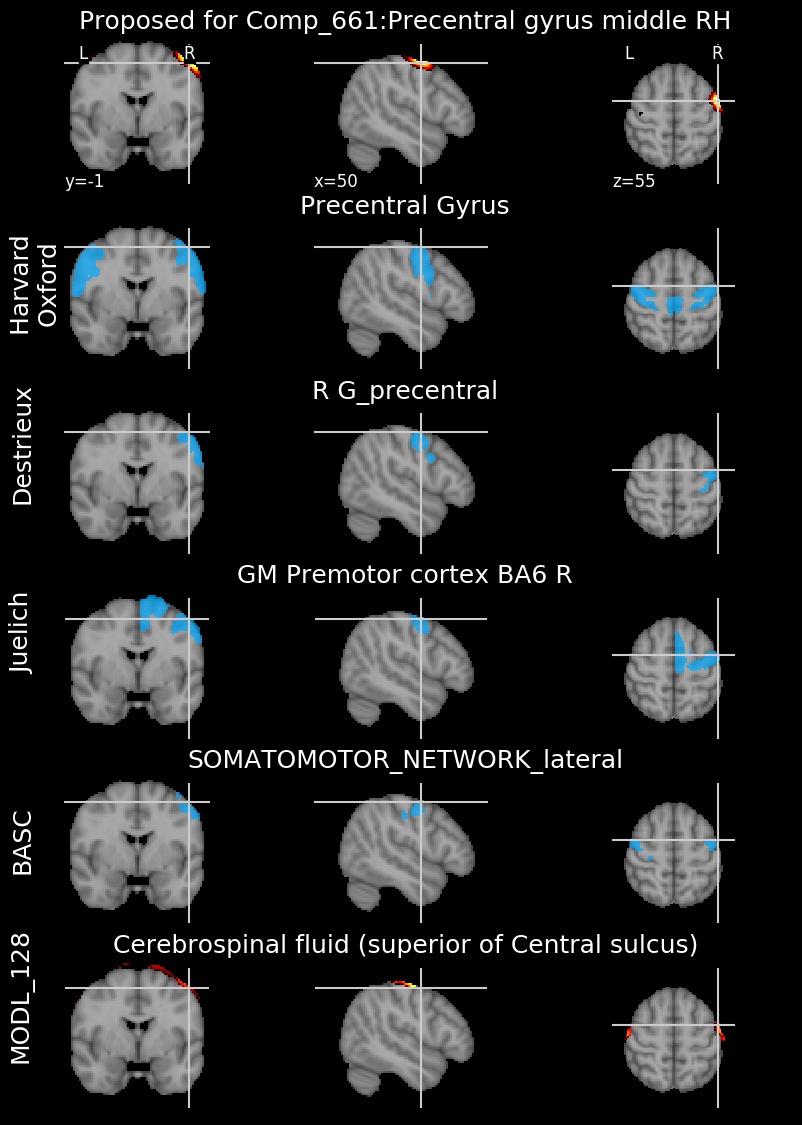 Proposed for Comp_661:Precentral gyrus middle RH
L R L R
y=-1 x=50 z=55
Precentral Gyrus
Harvard
Oxford
R G_precentral
Destrieux
GM Premotor cortex BA6 R
Juelich
SOMATOMOTOR_NETWORK_lateral
BASC
Cerebrospinal fluid (superior of Central sulcus)
MODL_128